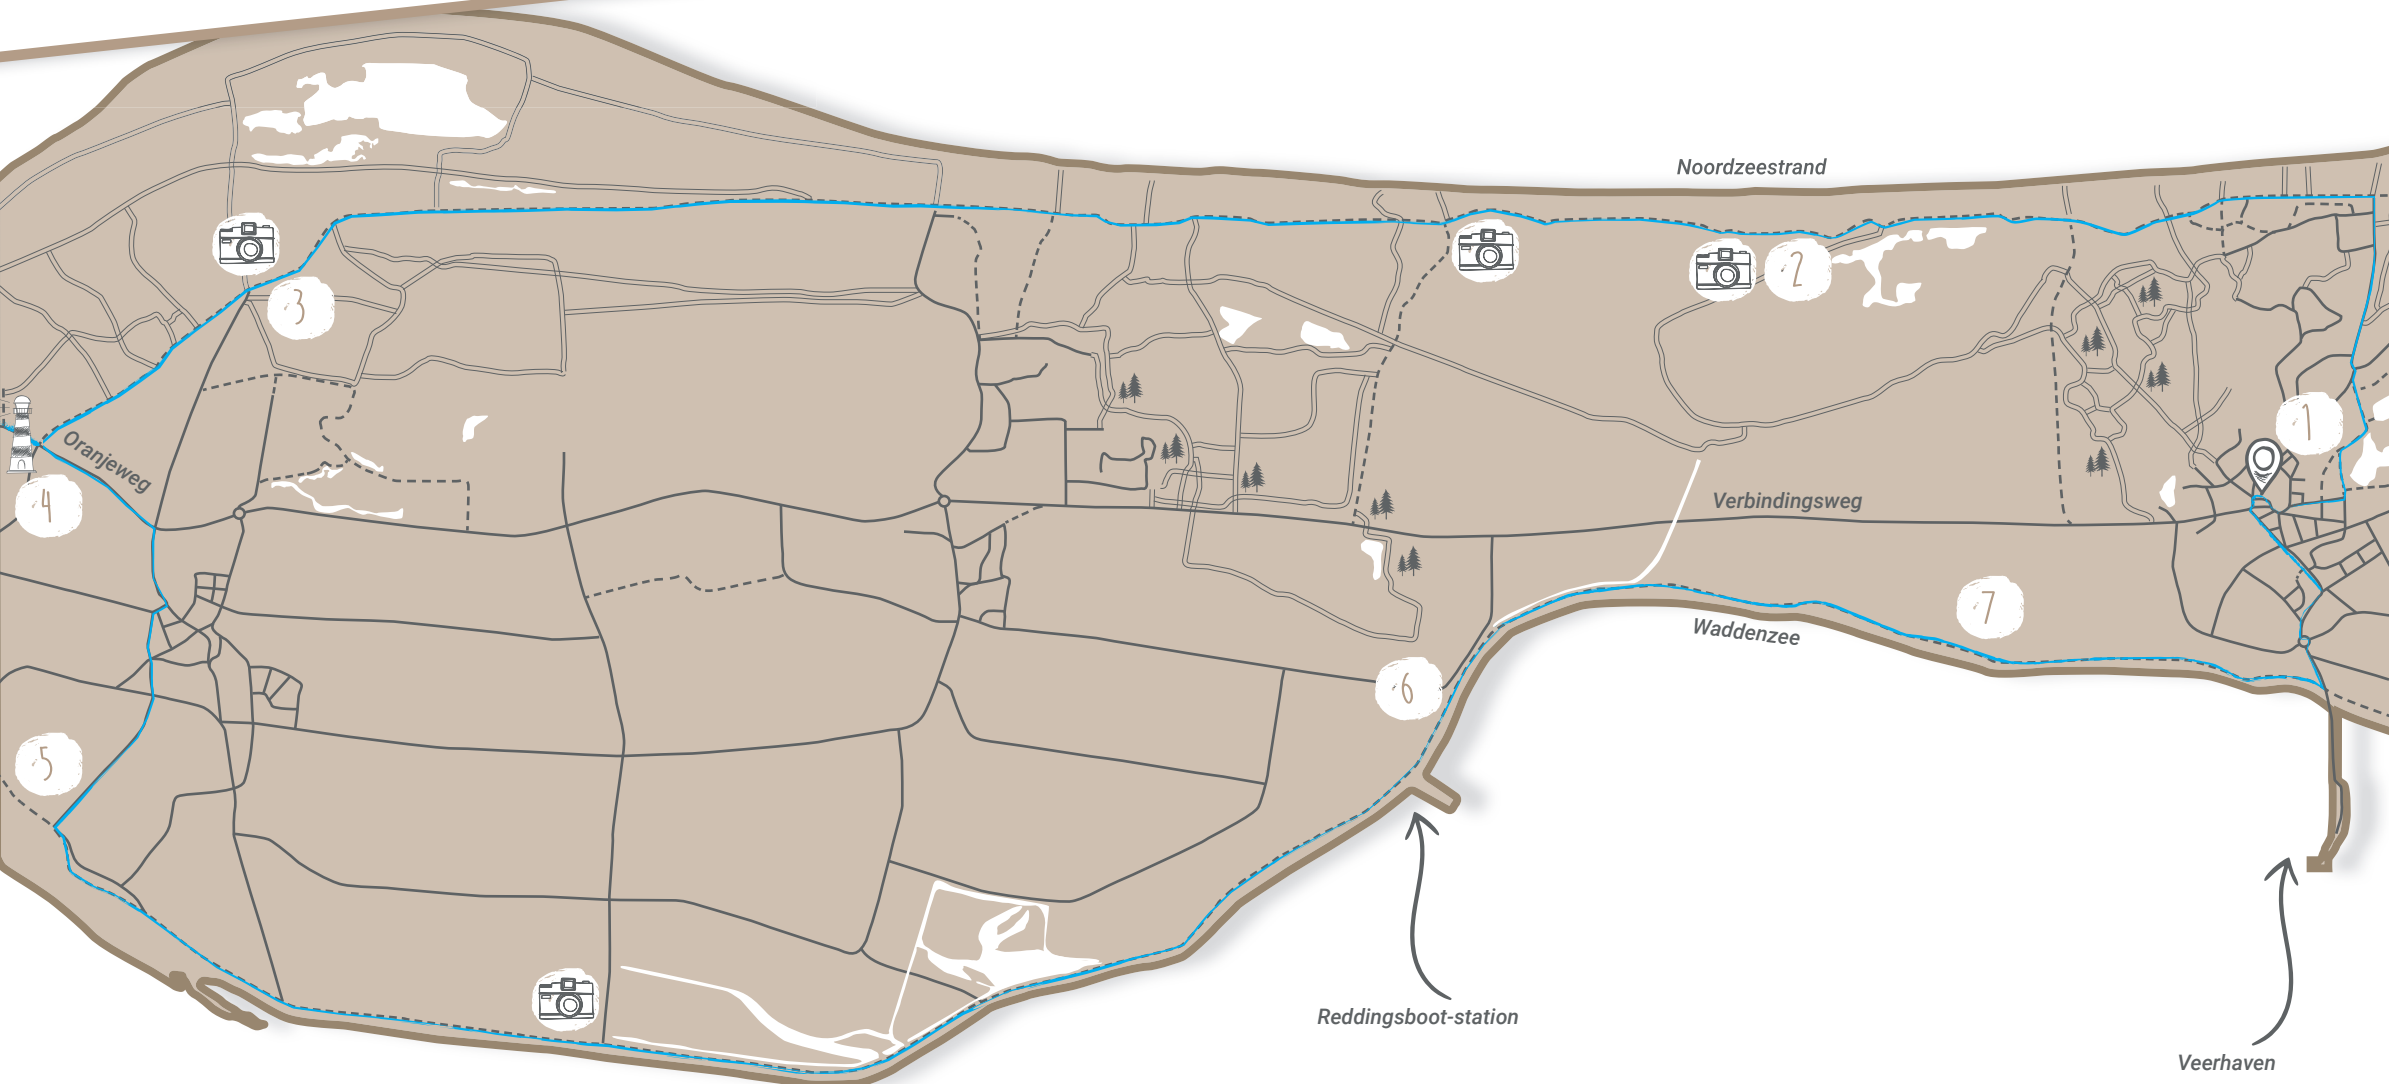 Noordzeestrand
2
3
1
Oranjeweg
4
Verbindingsweg
7
Waddenzee
6
5
Reddingsboot-station
Veerhaven